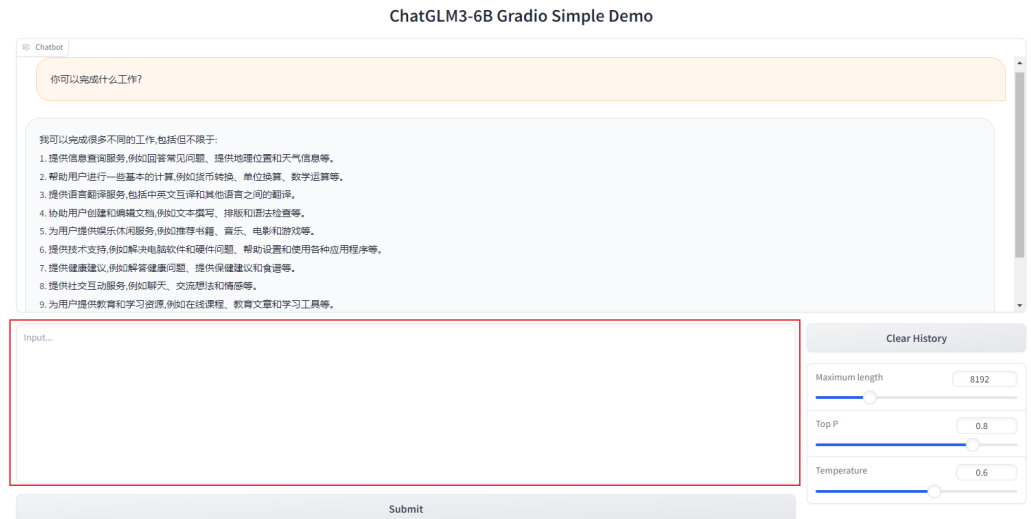 ChatGLM3-6B Gradio Simple Demo
Chatbot
你可以完成什么工作?
我可以完成很多不同的工作,包括但不限于:
1. 提供信息查询服务,例如回答常见问题、提供地理位置和天气信息等。
2. 帮助用户进行一些基本的计算,例如货币转换、单位换算、数学运算等。
3. 提供语言翻译服务,包括中英文互译和其他语言之间的翻译。
4. 协助用户创建和编辑文档,例如文本撰写、排版和语法检查等。
5. 为用户提供娱乐休闲服务,例如推荐书籍、音乐、电影和游戏等。
6. 提供技术支持,例如解决电脑软件和硬件问题、帮助设置和使用各种应用程序等。
7. 提供健康建议,例如解答健康问题、提供保健建议和食谱等。
8. 提供社交互动服务,例如聊天、交流想法和情感等。
9. 为用户提供教育和学习资源,例如在线课程、教育文章和学习工具等。
Input...
Clear History
Maximum length
8192
Top P
0.8
Temperature
0.6
Submit